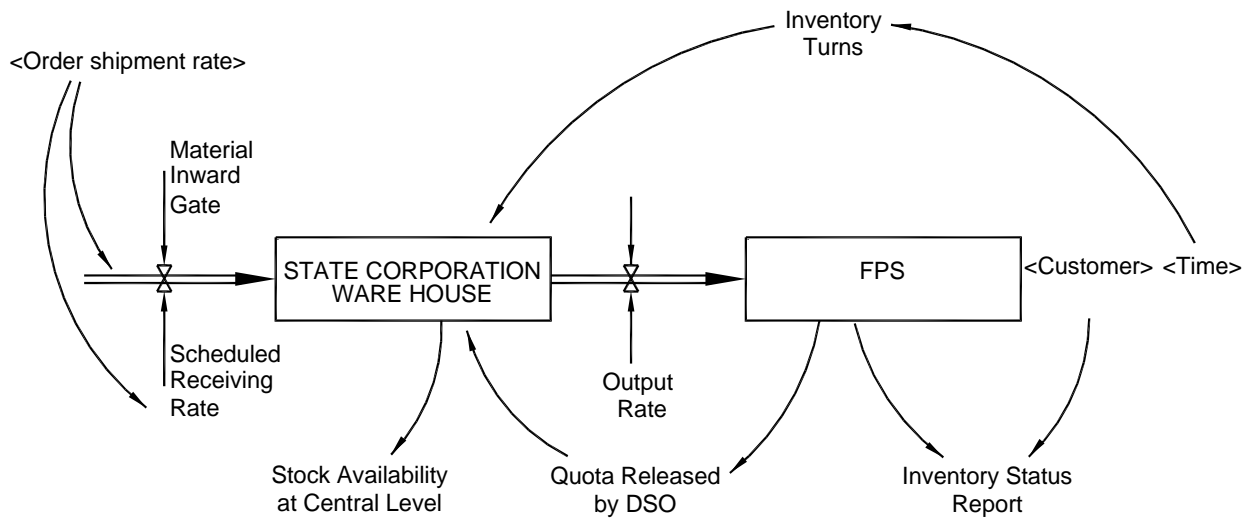 Inventory
Turns
<Order shipment rate>
Material
Inward
Gate
STATE CORPORATION
WARE HOUSE
FPS
<Customer>
<Time>
Scheduled
Receiving
Rate
Output
Rate
Stock Availability
at Central Level
Quota Released
by DSO
Inventory Status
Report